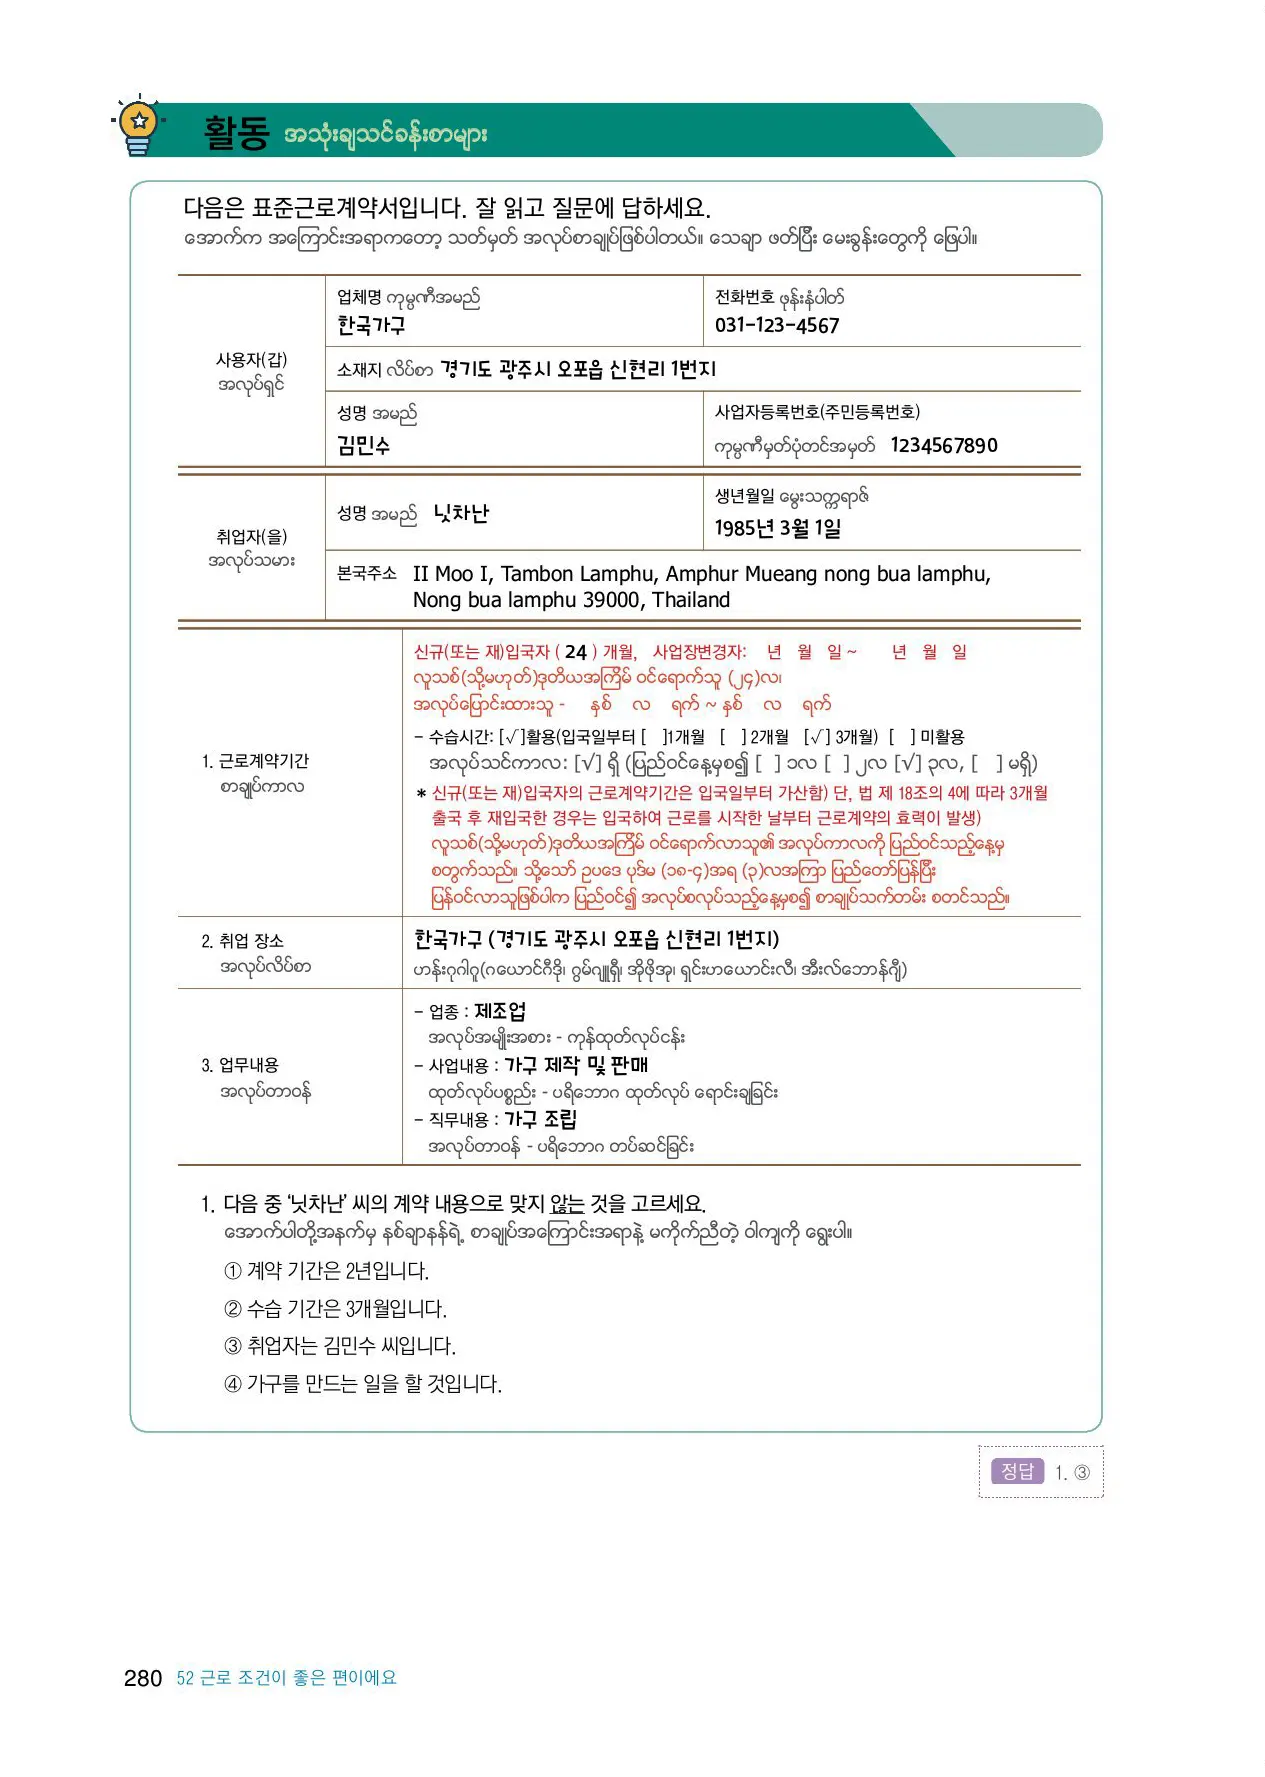 활동 အသုံးချသင်ခန်းစာများ
다음은 표준근로계약서입니다. 잘 읽고 질문에 답하세요.
အောက်က အကြောင်းအရာကတော့ သတ်မှတ် အလုပ်စာချုပ်ဖြစ်ပါတယ်။ သေချာ ဖတ်ပြီး မေးခွန်းတွေကို ဖြေပါ။
사용자(갑)
အလုပ်ရှင်
업체명 ကုမ္ပဏီအမည်
한국가구
전화번호 ဖုန်းနံပါတ်
031-123-4567
소재지 လိပ်စာ 경기도 광주시 오포읍 신현리 1번지
성명 အမည်
김민수
사업자등록번호(주민등록번호)
ကုမ္ပဏီမှတ်ပုံတင်အမှတ် 1234567890
취업자(을)
အလုပ်သမား
성명 အမည် 닛차난
생년월일 မွေးသက္ကရာဇ်
1985년 3월 1일
본국주소 II Moo I, Tambon Lamphu, Amphur Mueang nong bua lamphu,
Nong bua lamphu 39000, Thailand
1. 근로계약기간
စာချုပ်ကာလ
신규(또는 재)입국자 ( 24 ) 개월, 사업장변경자: 년 월 일 ~ 년 월 일
လူသစ်(သို့မဟုတ်)ဒုတိယအကြိမ် ဝင်ရောက်သူ (၂၄)လ၊
အလုပ်ပြောင်းထားသူ - နှစ် လ ရက် ~ နှစ် လ ရက်
- 수습시간: [√]활용(입국일부터 [ ]1개월 [ ] 2개월 [√] 3개월) [ ] 미활용
အလုပ်သင်ကာလ: [√] ရှိ (ပြည်ဝင်နေ့မှစ၍ [ ] ၁လ [ ] ၂လ [√] ၃လ, [ ] မရှိ)
* 신규(또는 재)입국자의 근로계약기간은 입국일부터 가산함) 단, 법 제 18조의 4에 따라 3개월
출국 후 재입국한 경우는 입국하여 근로를 시작한 날부터 근로계약의 효력이 발생)
လူသစ်(သို့မဟုတ်)ဒုတိယအကြိမ် ဝင်ရောက်လာသူ၏ အလုပ်ကာလကို ပြည်ဝင်သည့်နေ့မှ
စတွက်သည်။ သို့သော် ဥပဒေ ပုဒ်မ (၁၈-၄)အရ (၃)လအကြာ ပြည်တော်ပြန်ပြီး
ပြန်ဝင်လာသူဖြစ်ပါက ပြည်ဝင်၍ အလုပ်စလုပ်သည့်နေ့မှစ၍ စာချုပ်သက်တမ်း စတင်သည်။
2. 취업 장소
အလုပ်လိပ်စာ
한국가구 (경기도 광주시 오포읍 신현리 1번지)
ဟန်းဂုဂါဂူ(ဂယောင်ဂီဒို၊ ဂွမ်ဂျူရှီ၊ အိုဖိုအု၊ ရှင်းဟယောင်းလီ၊ အီးလ်ဘောန်ဂျီ)
3. 업무내용
အလုပ်တာဝန်
- 업종 : 제조업
အလုပ်အမျိုးအစား - ကုန်ထုတ်လုပ်ငန်း
- 사업내용 : 가구 제작 및 판매
ထုတ်လုပ်ပစ္စည်း - ပရိဘောဂ ထုတ်လုပ် ရောင်းချခြင်း
- 직무내용 : 가구 조립
အလုပ်တာဝန် - ပရိဘောဂ တပ်ဆင်ခြင်း
1. 다음 중 ‘닛차난’ 씨의 계약 내용으로 맞지 않는 것을 고르세요.
အောက်ပါတို့အနက်မှ နစ်ချာနန်ရဲ့ စာချုပ်အကြောင်းအရာနဲ့ မကိုက်ညီတဲ့ ဝါကျကို ရွေးပါ။
① 계약 기간은 2년입니다.
② 수습 기간은 3개월입니다.
③ 취업자는 김민수 씨입니다.
④ 가구를 만드는 일을 할 것입니다.
정답 1. ③
280 52 근로 조건이 좋은 편이에요